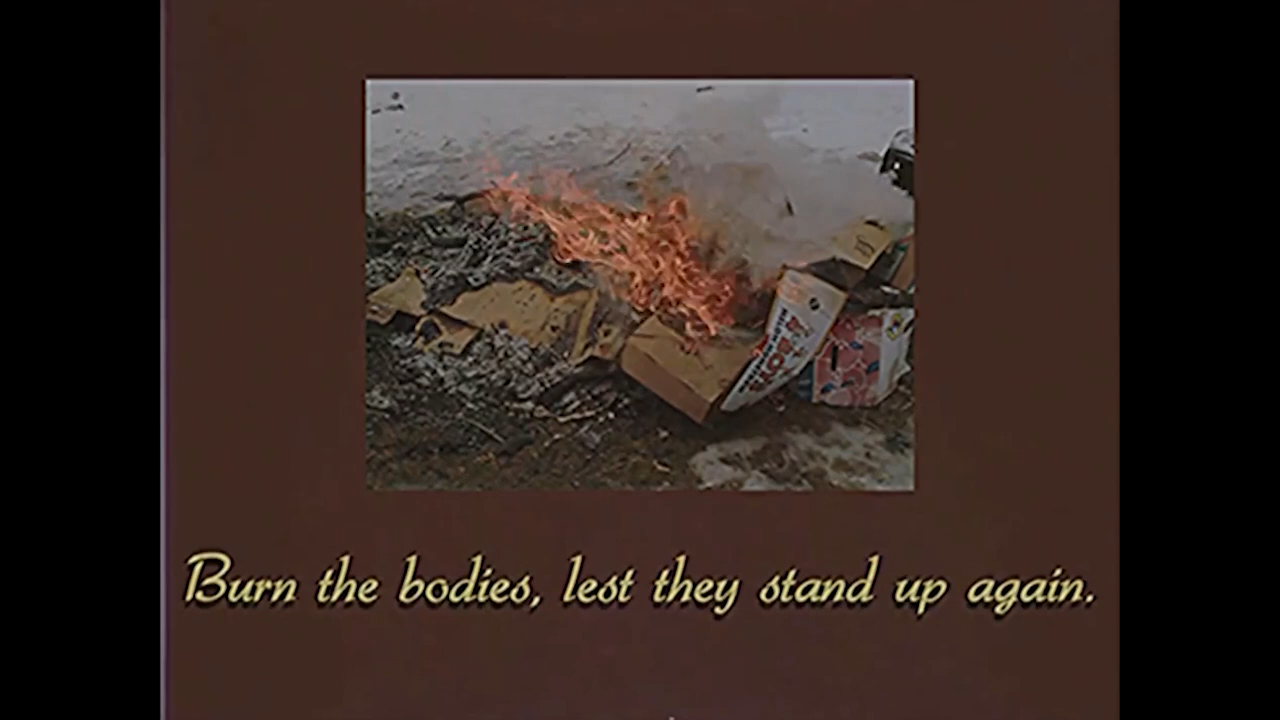 Burn the bodies, lest they stand up again.